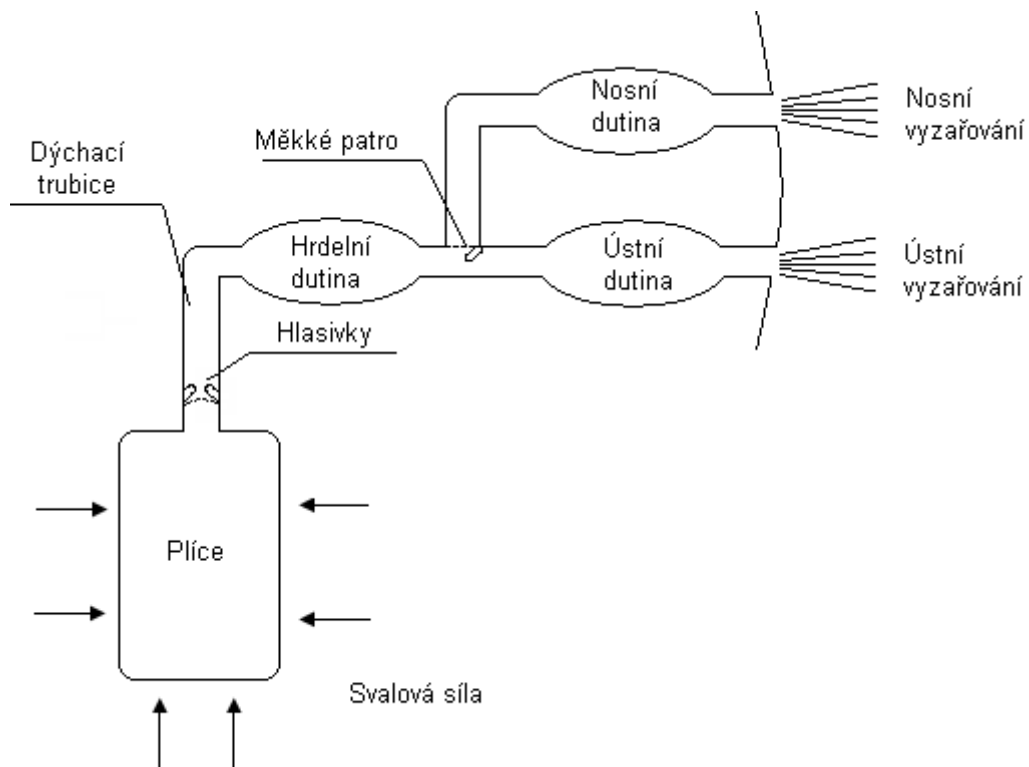 Nosní
dutina
Nosní
vyzařování
Měkké patro
Dýchací
trubice
Hrdelní
dutina
Ústní
dutina
Ústní
vyzařování
Hlasivky
Plíce
Svalová síla